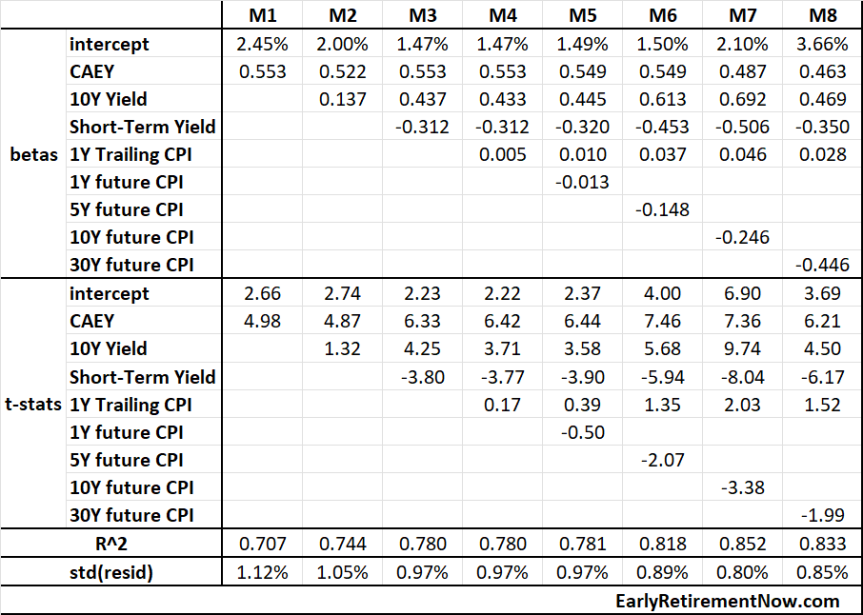 M1 M2 M3 M4 M5 M6 M7 M8
intercept 2.45% 2.00% 1.47% 1.47% 1.49% 1.50% 2.10% 3.66%
CAEY 0.553 0.522 0.553 0.553 0.549 0.549 0.487 0.463
10Y Yield 0.137 0.437 0.433 0.445 0.613 0.692 0.469
Short-Term Yield -0.312 -0.312 -0.320 -0.453 -0.506 -0.350
betas 1Y Trailing CPI 0.005 0.010 0.037 0.046 0.028
1Y future CPI -0.013
5Y future CPI -0.148
10Y future CPI -0.246
30Y future CPI -0.446
intercept 2.66 2.74 2.23 2.22 2.37 4.00 6.90 3.69
CAEY 4.98 4.87 6.33 6.42 6.44 7.46 7.36 6.21
10Y Yield 1.32 4.25 3.71 3.58 5.68 9.74 4.50
Short-Term Yield -3.80 -3.77 -3.90 -5.94 -8.04 -6.17
t-stats 1Y Trailing CPI 0.17 0.39 1.35 2.03 1.52
1Y future CPI -0.50
5Y future CPI -2.07
10Y future CPI -3.38
30Y future CPI -1.99
R^2 0.707 0.744 0.780 0.780 0.781 0.818 0.852 0.833
std(resid) 1.12% 1.05% 0.97% 0.97% 0.97% 0.89% 0.80% 0.85%
EarlyRetirementNow.com